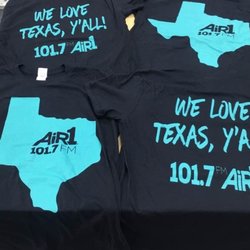 WE LOVE
TEXAS, Y'ALL!
101.7 FM AiR1
AiR1
101.7 FM
AiR1
101.7 FM
WE LOVE
TEXAS, Y'A
101.7 FM AiR1